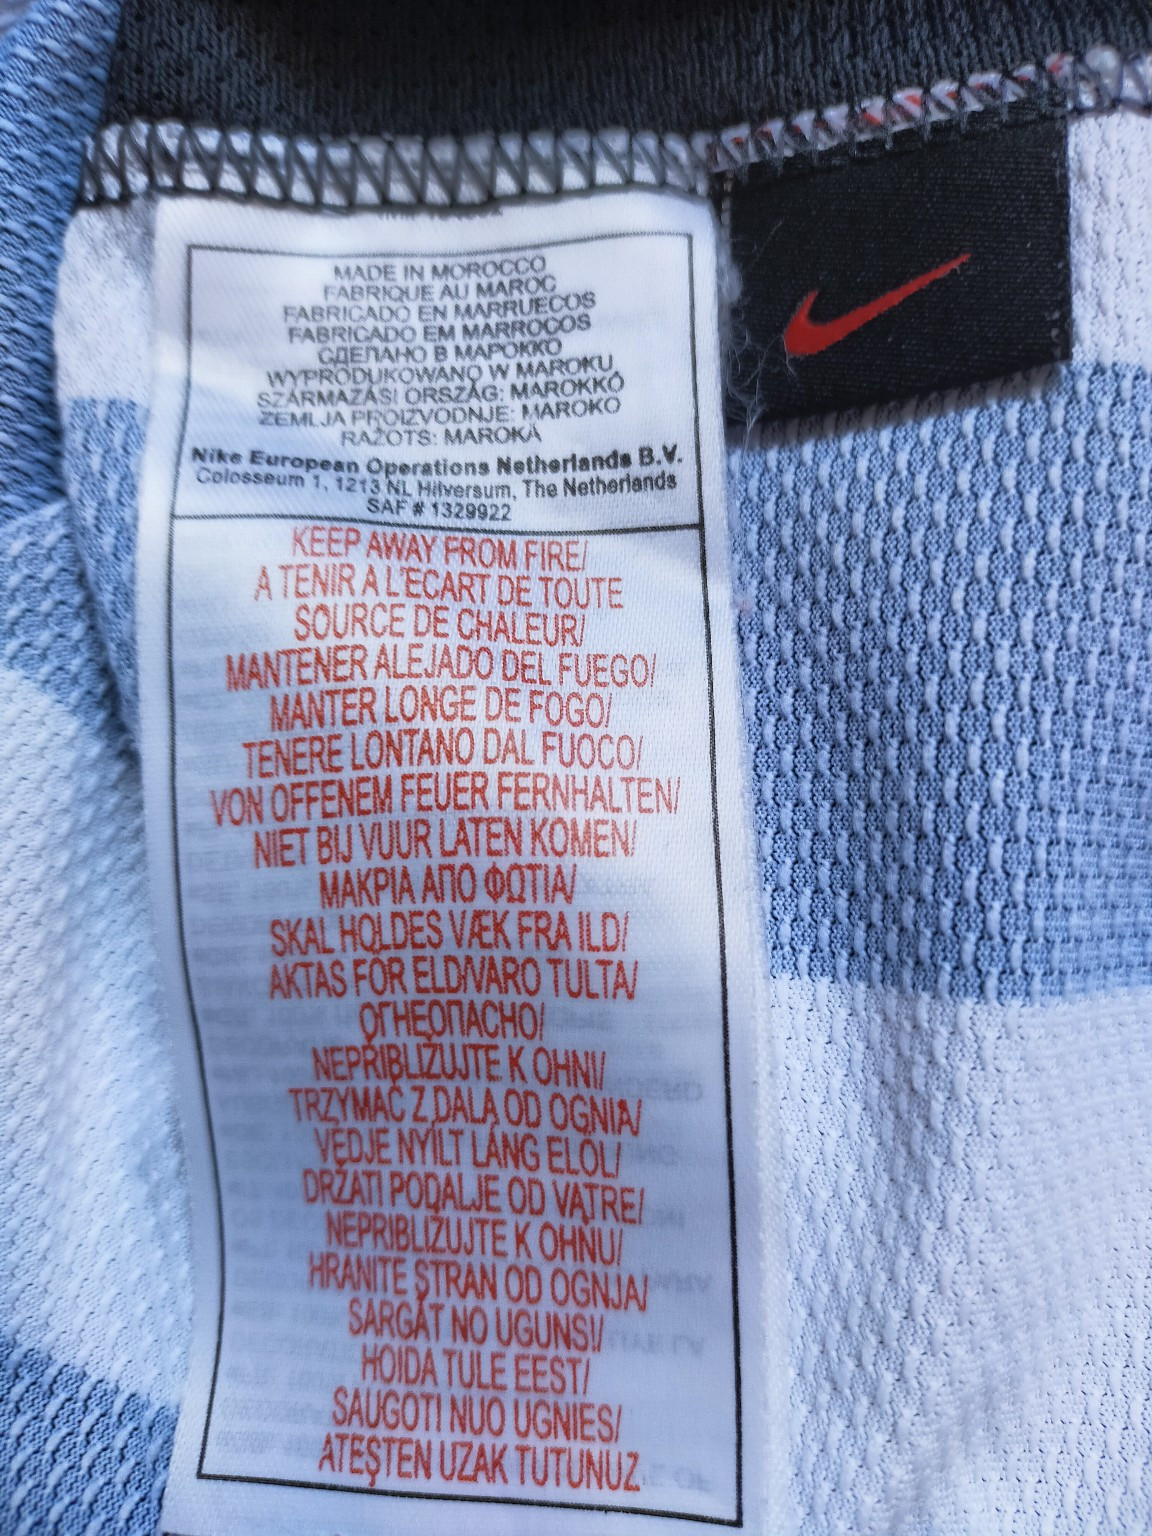 MADE IN MOROCCO
FABRIQUE AU MAROC
FABRICADO EN MARRUECOS
FABRICADO EM MARROCOS
СДЕЛАНО В МАРОККО
WYPRODUKOWANO W MAROKU
SZÁRMAZÁSI ORSZÁG: MAROKKÓ
ZEMLJA PROIZVODNJE: MAROKO
RAŽOTS: MAROKĀ
Nike European Operations Netherlands B.V.
Colosseum 1, 1213 NL Hilversum, The Netherlands
SAF # 1329922
KEEP AWAY FROM FIRE/
A TENIR A L'ECART DE TOUTE
SOURCE DE CHALEUR/
MANTENER ALEJADO DEL FUEGO/
MANTER LONGE DE FOGO/
TENERE LONTANO DAL FUOCO/
VON OFFENEM FEUER FERNHALTEN/
NIET BIJ VUUR LATEN KOMEN/
ΜΑΚΡΙΑ ΑΠΟ ΦΩΤΙΑ/
SKAL HOLDES VÆK FRA ILD/
AKTAS FÖR ELD/VARO TULTA/
ОГНЕОПАСНО/
NEPŘIBLIŽUJTE K OHNI/
TRZYMAĆ Z DALA OD OGNIA/
VÉDJE NYÍLT LÁNG ELŐL/
DRŽATI PODALJE OD VATRE/
NEPRIBLIŽUJTE K OHŇU/
HRANITE STRAN OD OGNJA/
SARGĀT NO UGUNS!/
HOIDA TULE EEST/
SAUGOTI NUO UGNIES/
ATEŞTEN UZAK TUTUNUZ